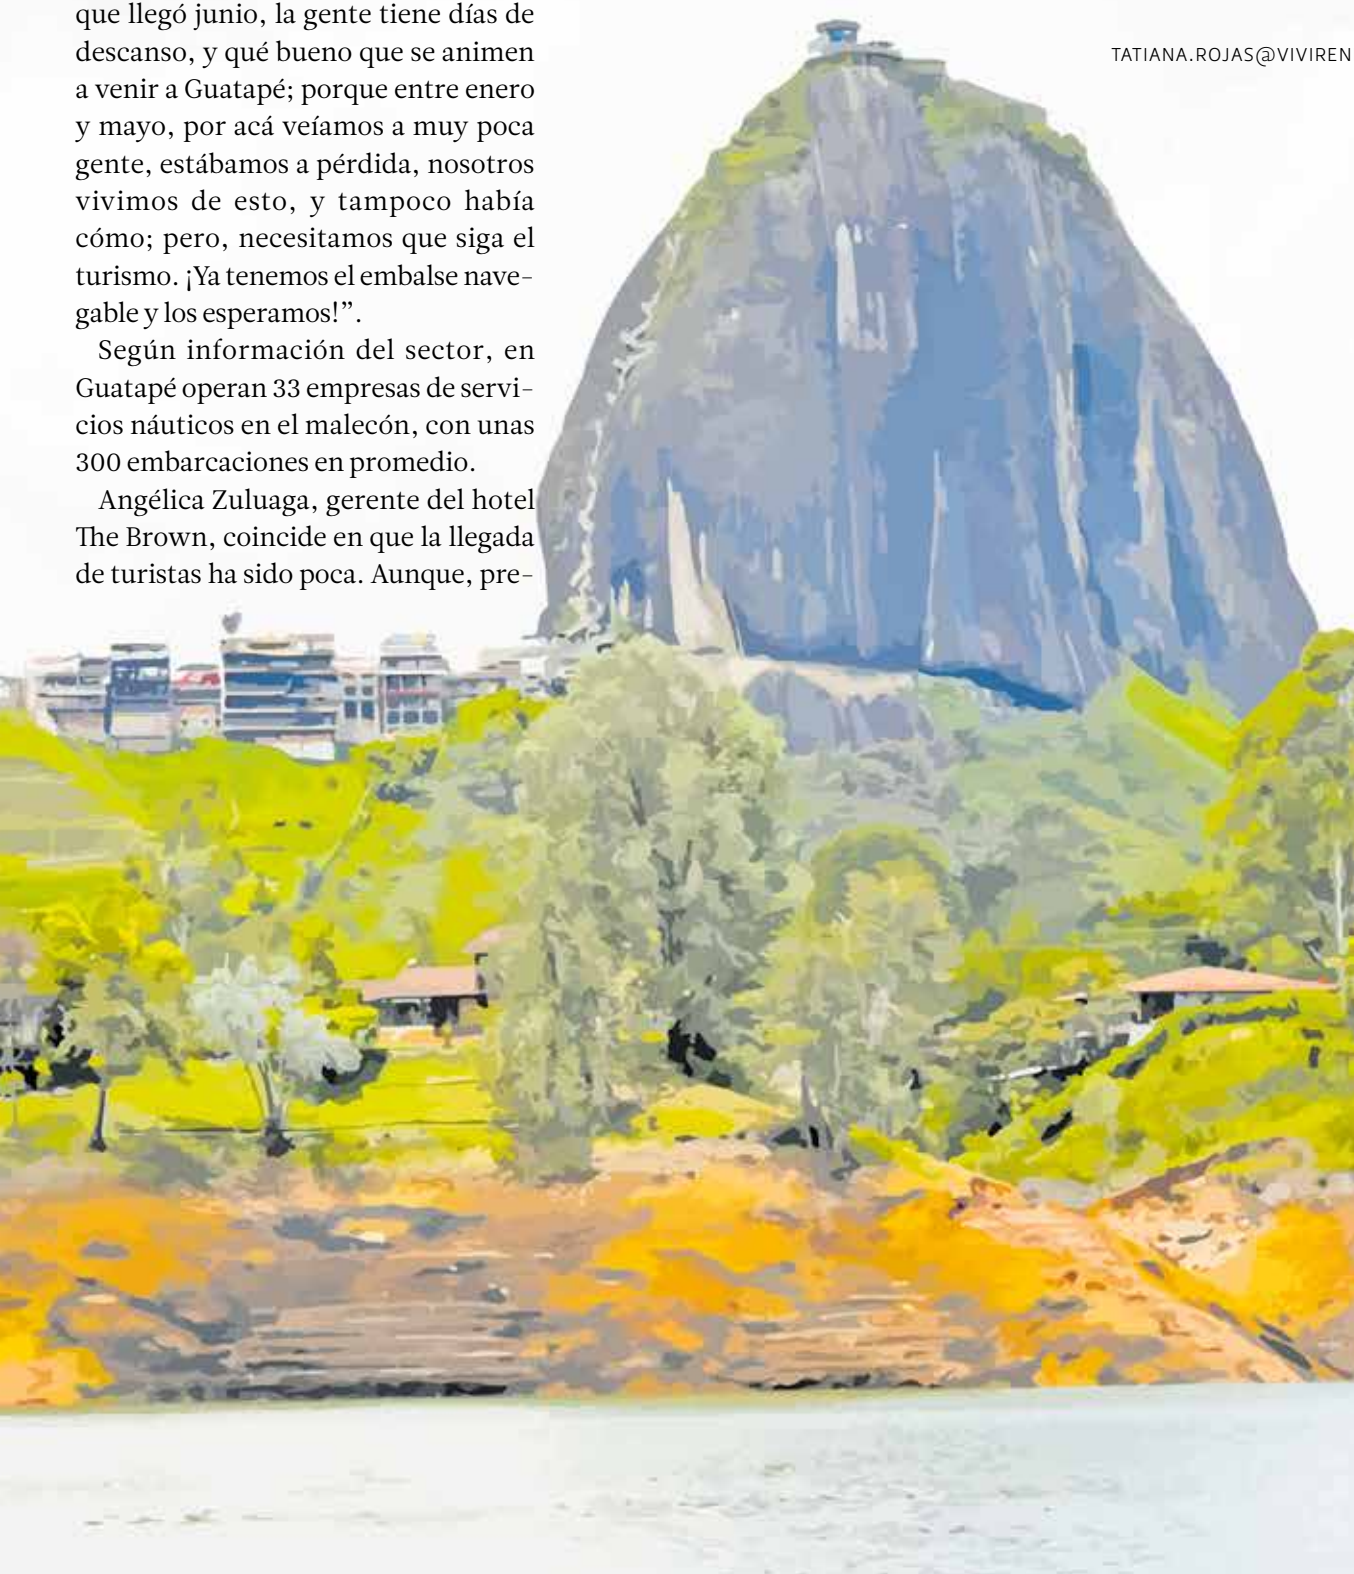 que llegó junio, la gente tiene días de
descanso, y qué bueno que se animen
a venir a Guatapé; porque entre enero
y mayo, por acá veíamos a muy poca
gente, estábamos a pérdida, nosotros
vivimos de esto, y tampoco había
cómo; pero, necesitamos que siga el
turismo. ¡Ya tenemos el embalse nave-
gable y los esperamos!”.
Según información del sector, en
Guatapé operan 33 empresas de servi-
cios náuticos en el malecón, con unas
300 embarcaciones en promedio.
Angélica Zuluaga, gerente del hotel
The Brown, coincide en que la llegada
de turistas ha sido poca. Aunque, pre-
TATIANA.ROJAS@VIVIREN